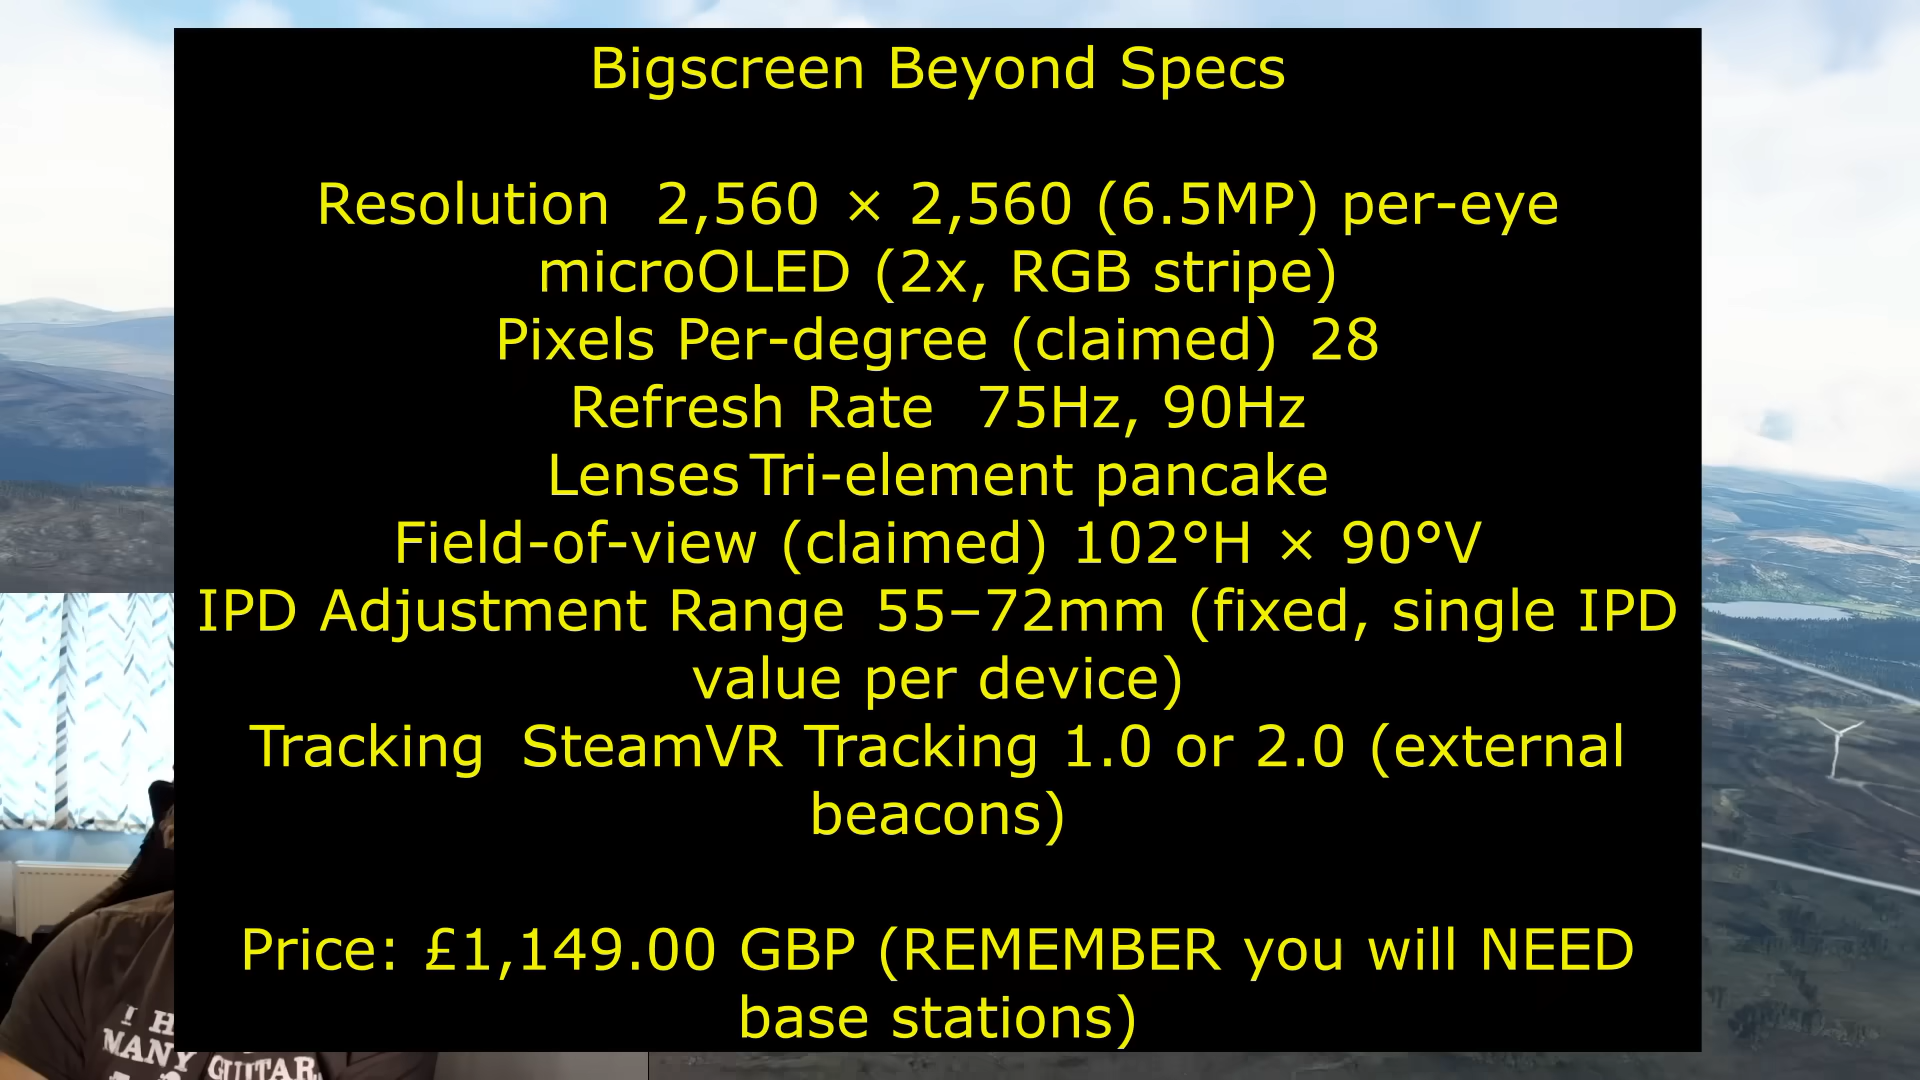 Bigscreen Beyond Specs
Resolution 2,560 × 2,560 (6.5MP) per-eye
microOLED (2x, RGB stripe)
Pixels Per-degree (claimed) 28
Refresh Rate 75Hz, 90Hz
Lenses Tri-element pancake
Field-of-view (claimed) 102°H × 90°V
IPD Adjustment Range 55–72mm (fixed, single IPD
value per device)
Tracking SteamVR Tracking 1.0 or 2.0 (external
beacons)
Price: £1,149.00 GBP (REMEMBER you will NEED
base stations)
I H
MANY GUITAR